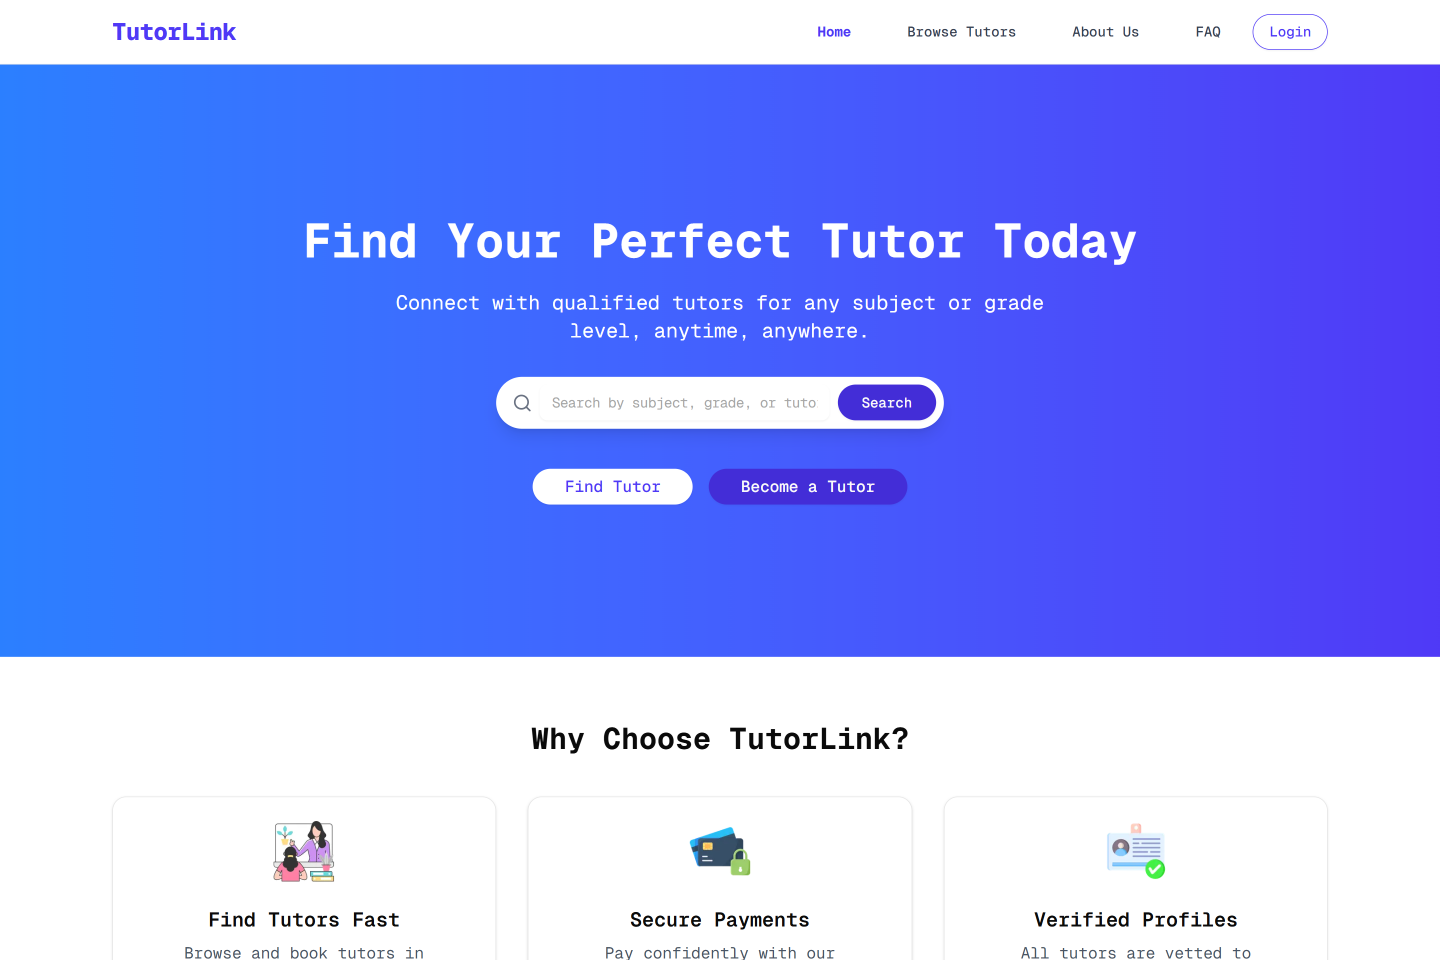 TutorLink
Home
Browse Tutors
About Us
FAQ
Login
Find Your Perfect Tutor Today
Connect with qualified tutors for any subject or grade
level, anytime, anywhere.
Search by subject, grade, or tuto
Search
Find Tutor
Become a Tutor
Why Choose TutorLink?
Find Tutors Fast
Browse and book tutors in
Secure Payments
Pay confidently with our
Verified Profiles
All tutors are vetted to